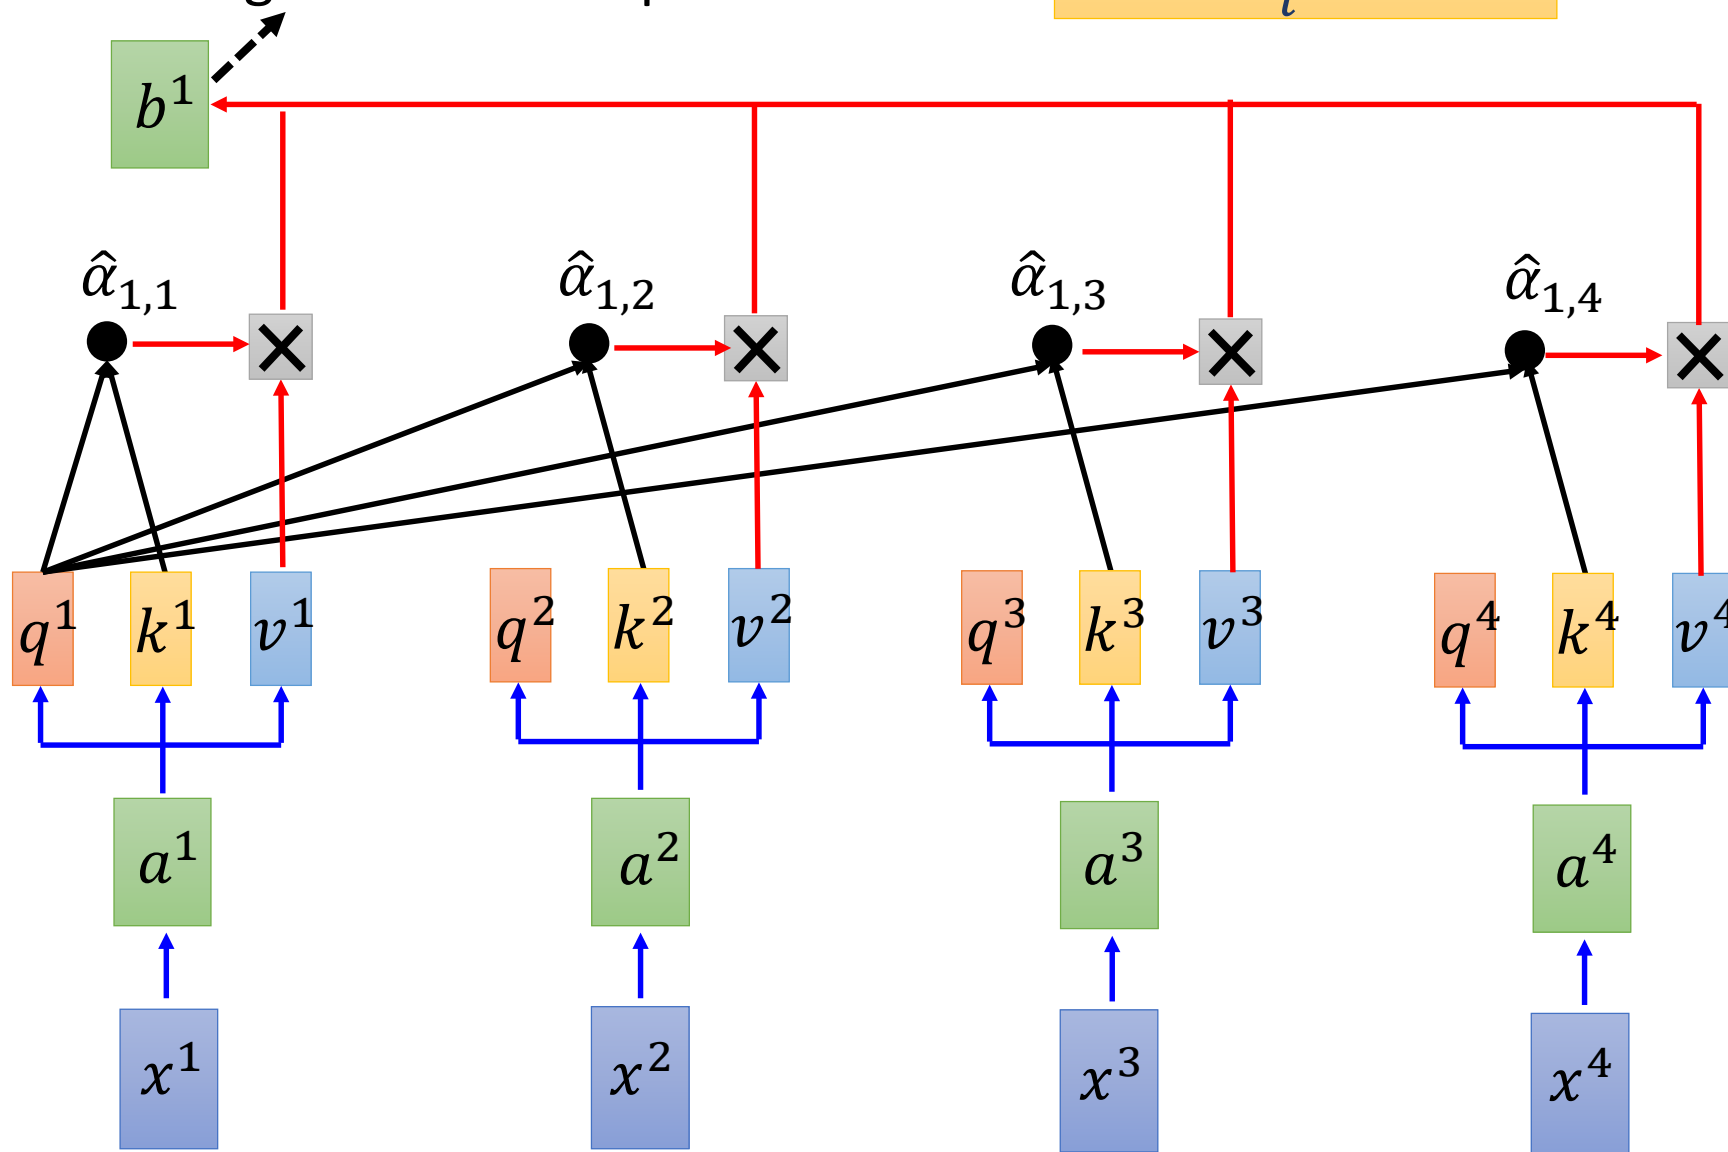 b¹
α̂₁,₁ α̂₁,₂ α̂₁,₃ α̂₁,₄
× × × ×
q¹ k¹ v¹ q² k² v² q³ k³ v³ q⁴ k⁴ v⁴
a¹ a² a³ a⁴
x¹ x² x³ x⁴